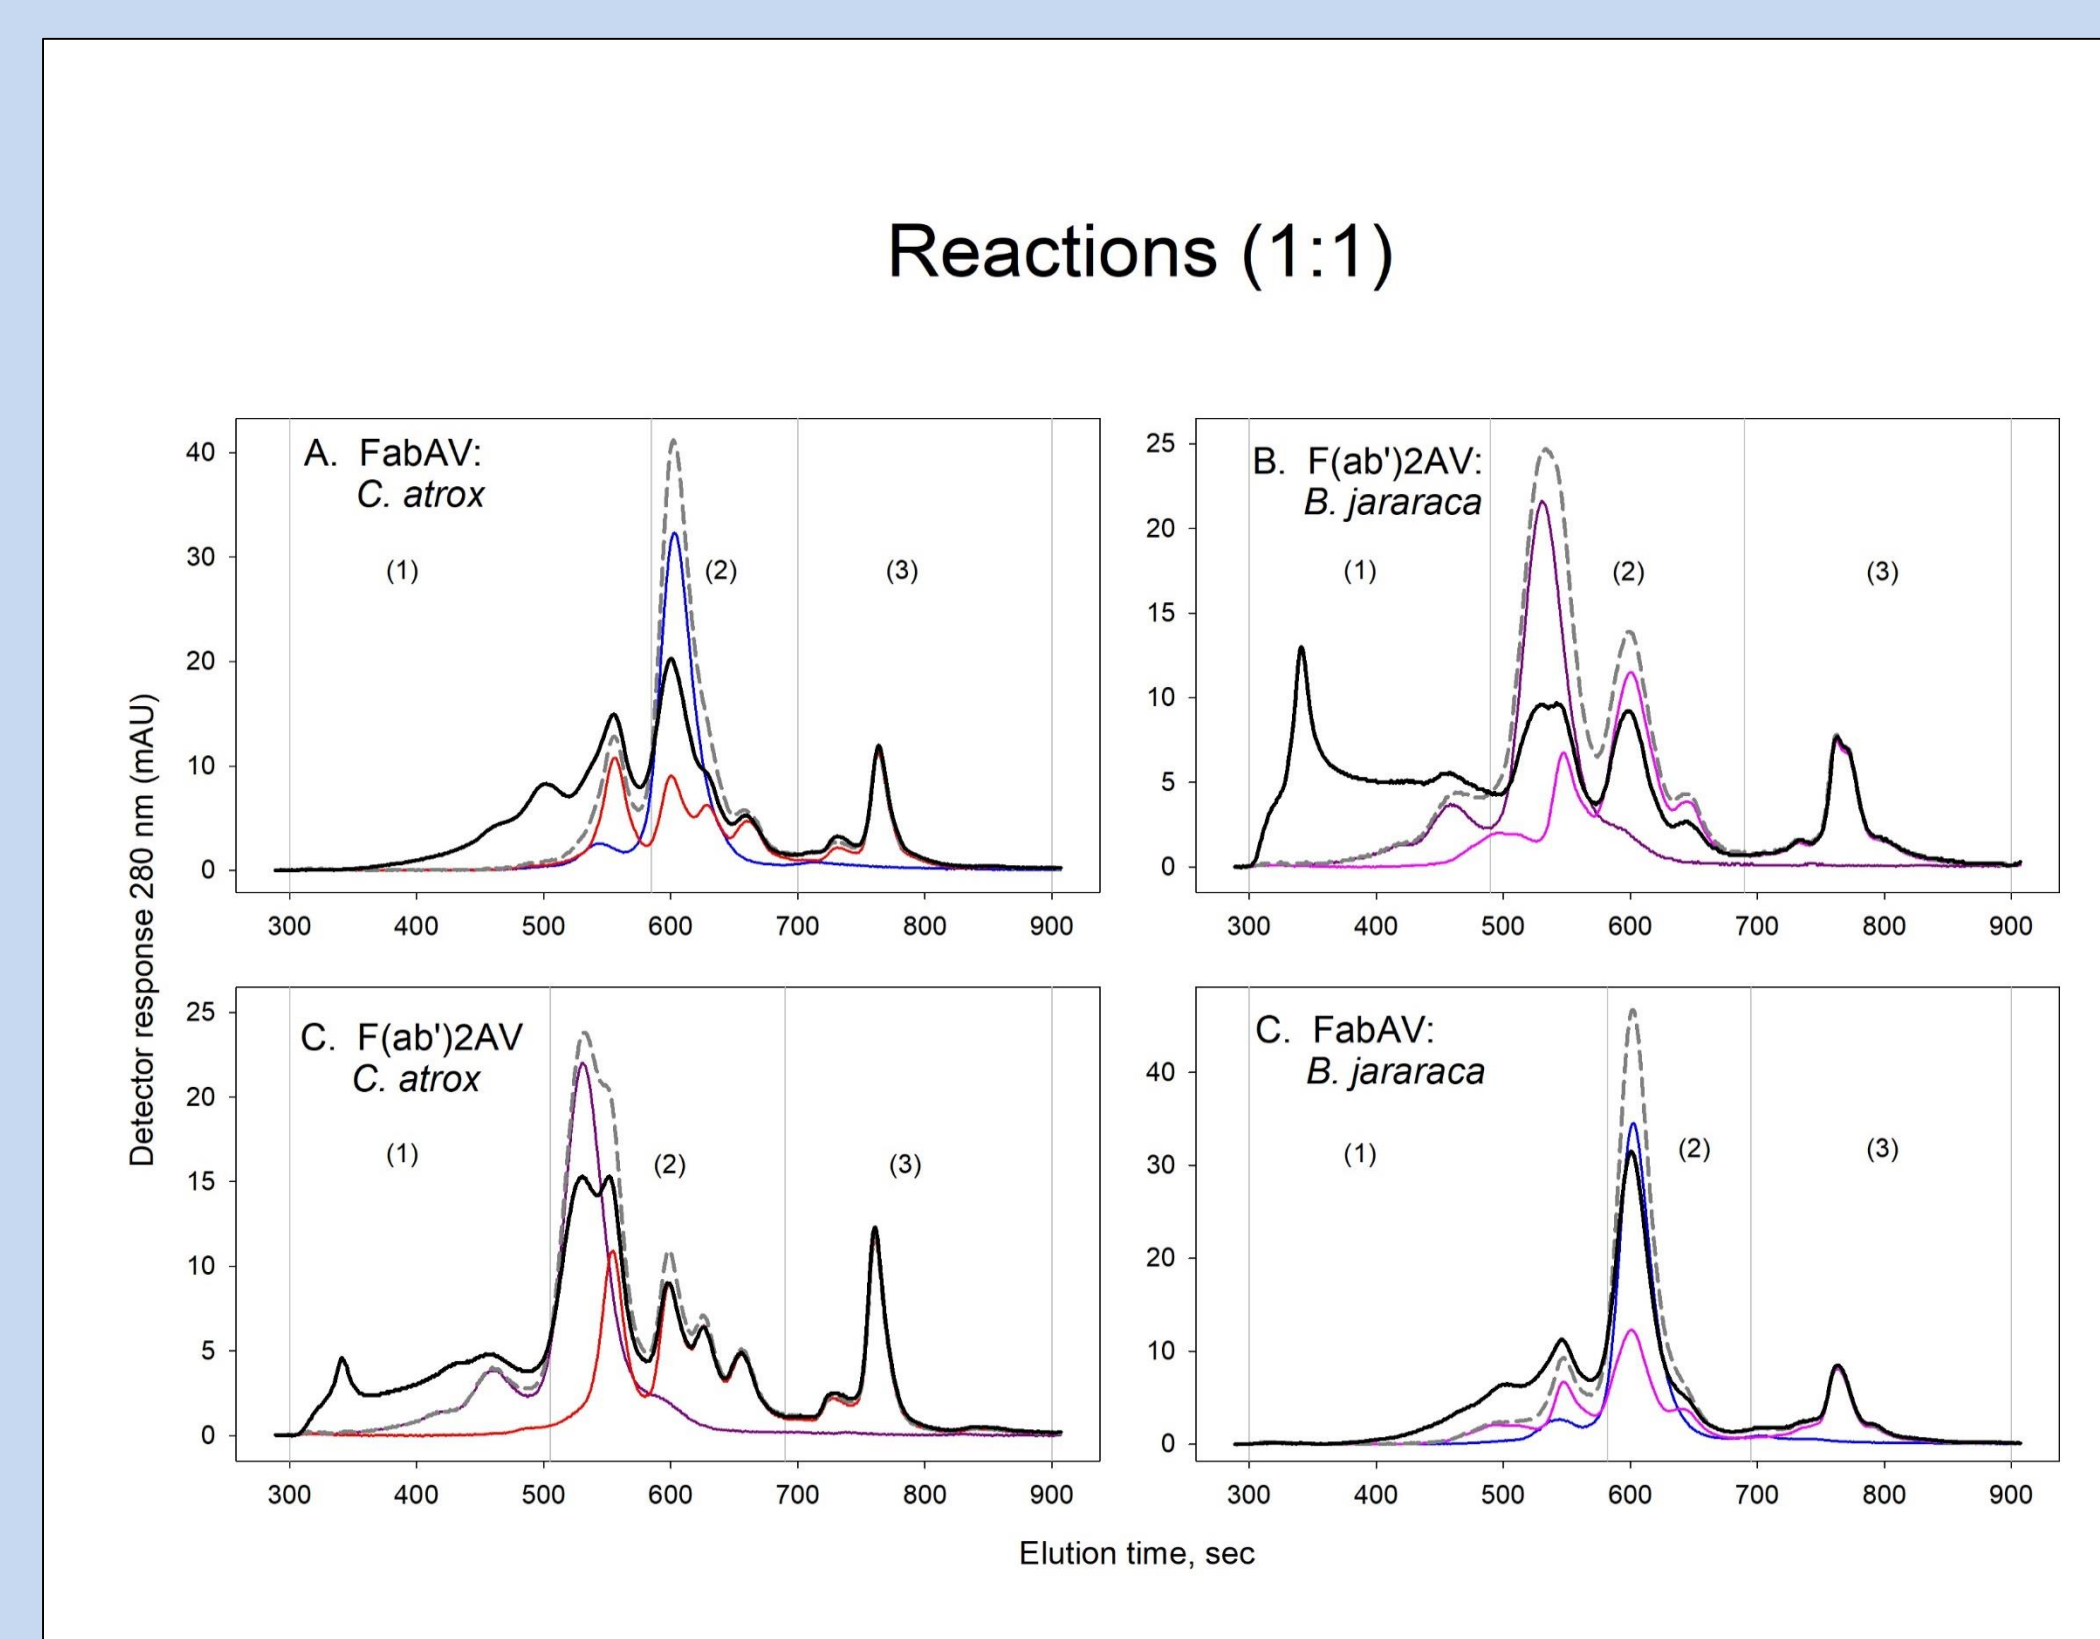 Reactions (1:1)
Detector response 280 nm (mAU)
A. FabAV:
C. atrox
(1)
(2)
(3)
40
30
20
10
0
300 400 500 600 700 800 900
B. F(ab')2AV:
B. jararaca
(1)
(2)
(3)
25
20
15
10
5
0
300 400 500 600 700 800 900
C. F(ab')2AV
C. atrox
(1)
(2)
(3)
25
20
15
10
5
0
300 400 500 600 700 800 900
C. FabAV:
B. jararaca
(1)
(2)
(3)
40
30
20
10
0
300 400 500 600 700 800 900
Elution time, sec